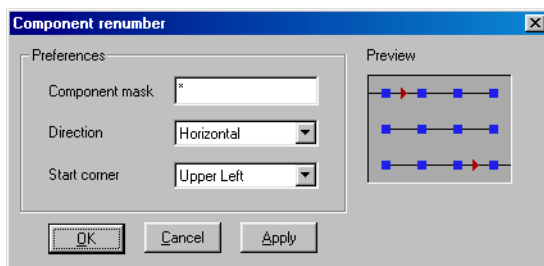 Component renumber
Preferences
Preview
Component mask
*
Direction
Horizontal
Start corner
Upper Left
OK
Cancel
Apply